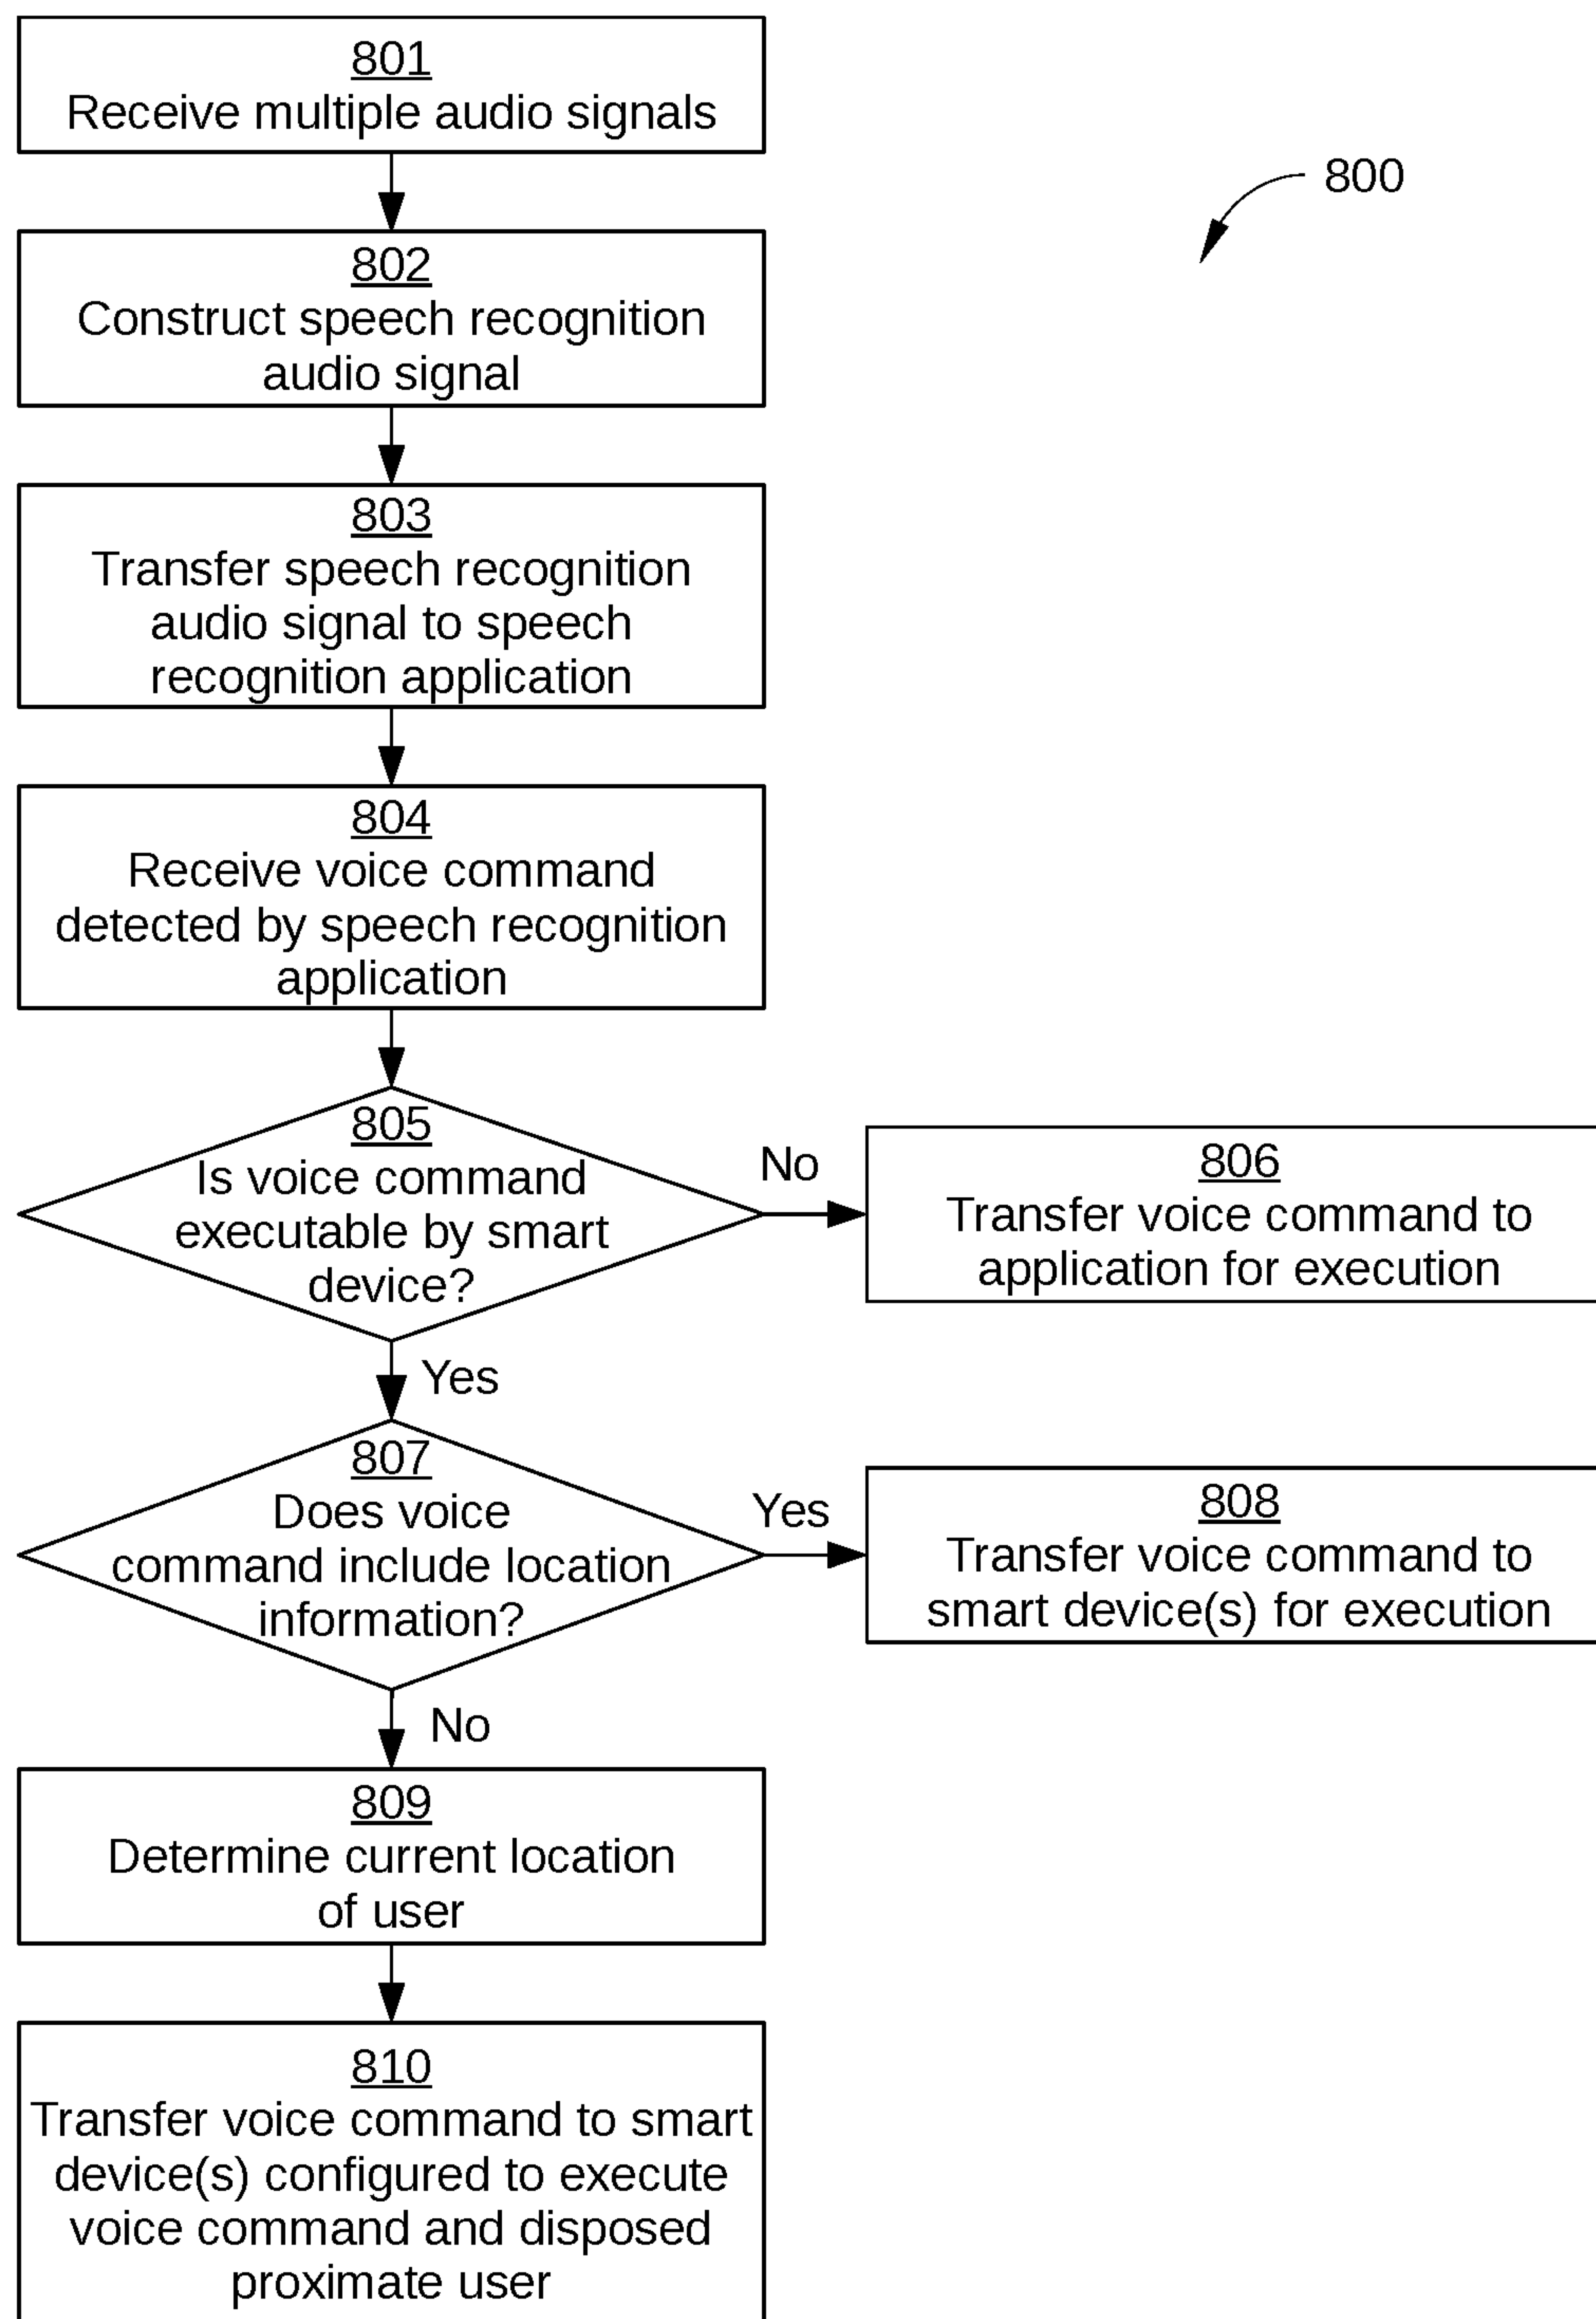 801
Receive multiple audio signals
800
802
Construct speech recognition
audio signal
803
Transfer speech recognition
audio signal to speech
recognition application
804
Receive voice command
detected by speech recognition
application
805
Is voice command
executable by smart
device?
No
806
Transfer voice command to
application for execution
Yes
807
Does voice
command include location
information?
Yes
808
Transfer voice command to
smart device(s) for execution
No
809
Determine current location
of user
810
Transfer voice command to smart
device(s) configured to execute
voice command and disposed
proximate user